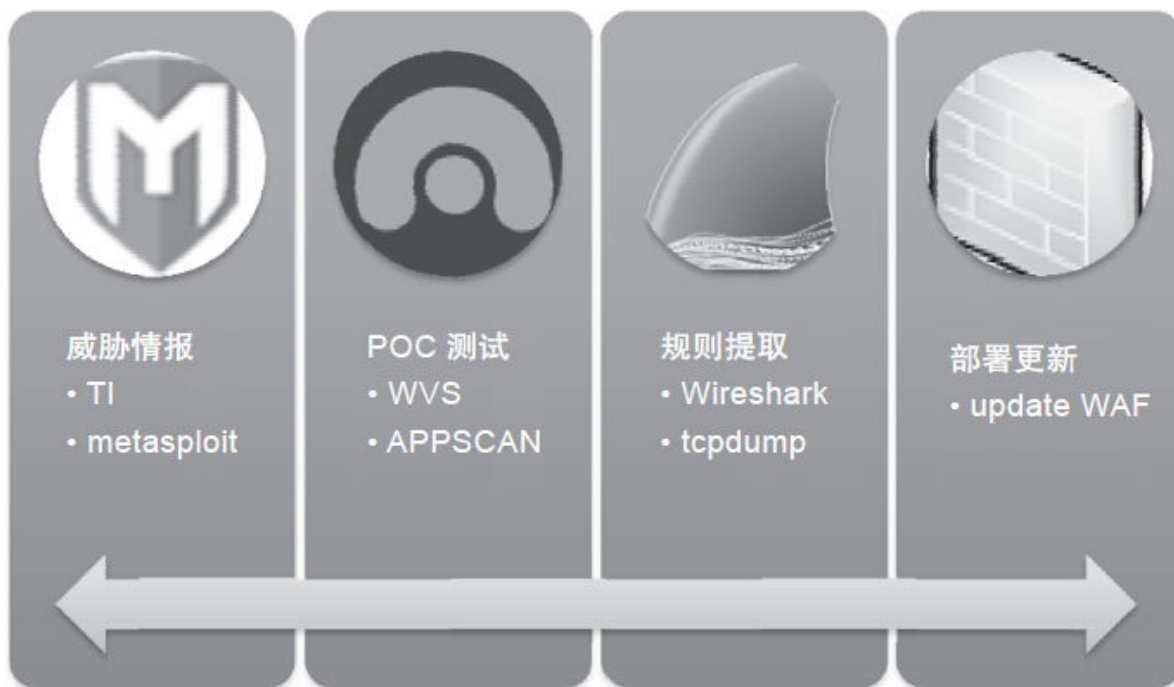 威胁情报
• TI
• metasploit
POC 测试
• WVS
• APPSCAN
规则提取
• Wireshark
• tcpdump
部署更新
• update WAF